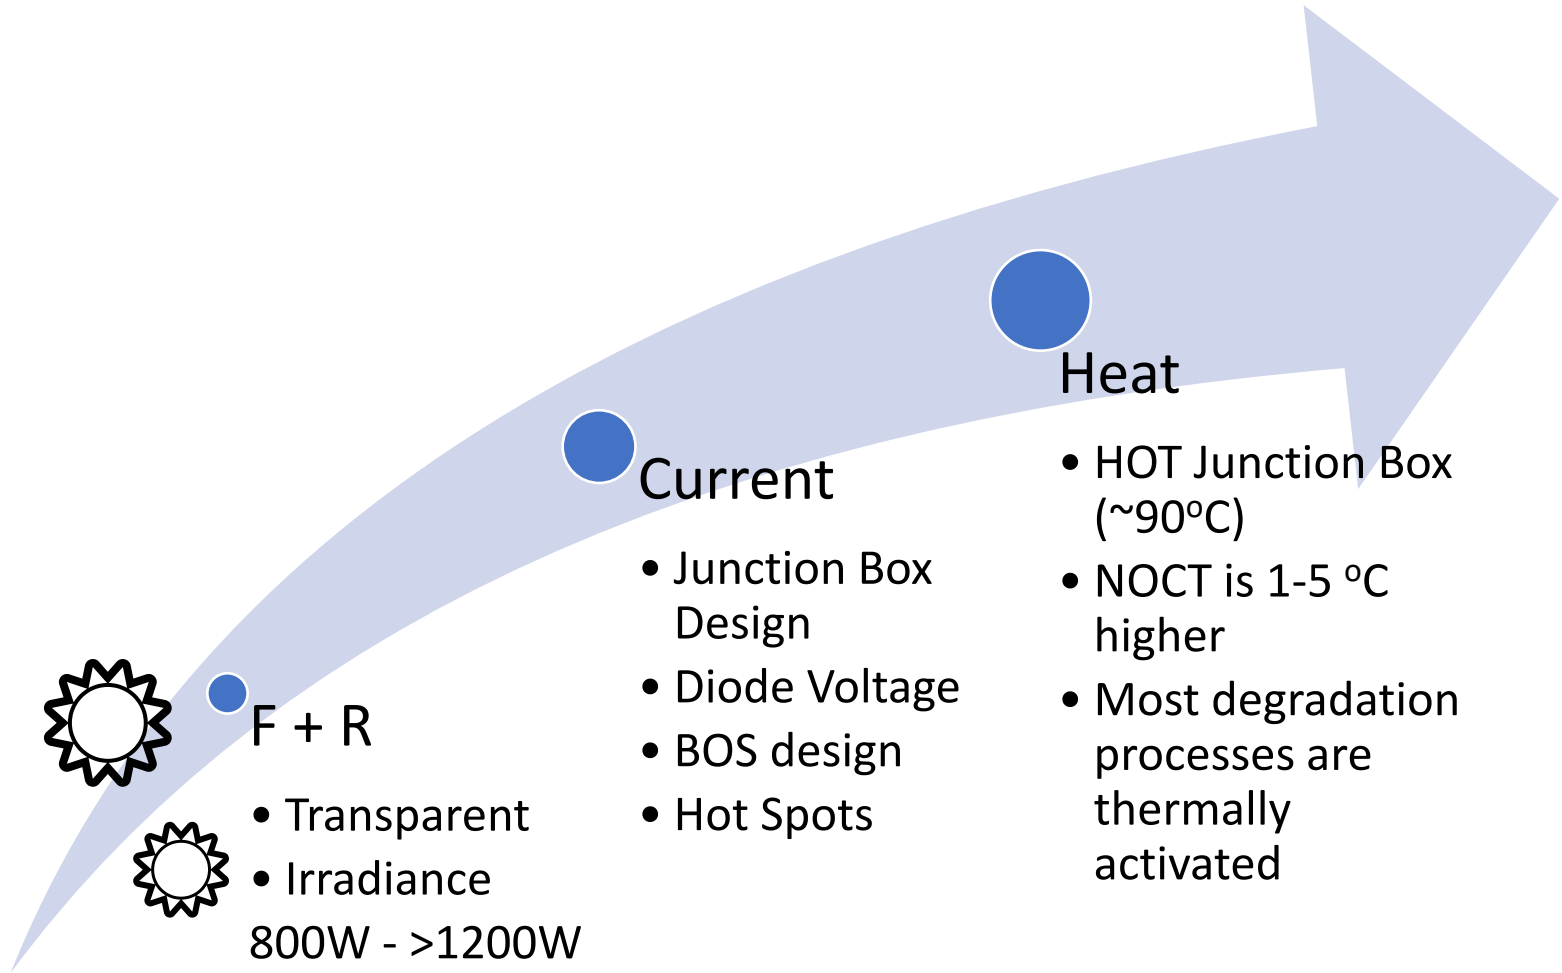 F + R
• Transparent
• Irradiance
800W - >1200W
Current
• Junction Box
Design
• Diode Voltage
• BOS design
• Hot Spots
Heat
• HOT Junction Box
(~90ºC)
• NOCT is 1-5 ºC
higher
• Most degradation
processes are
thermally
activated